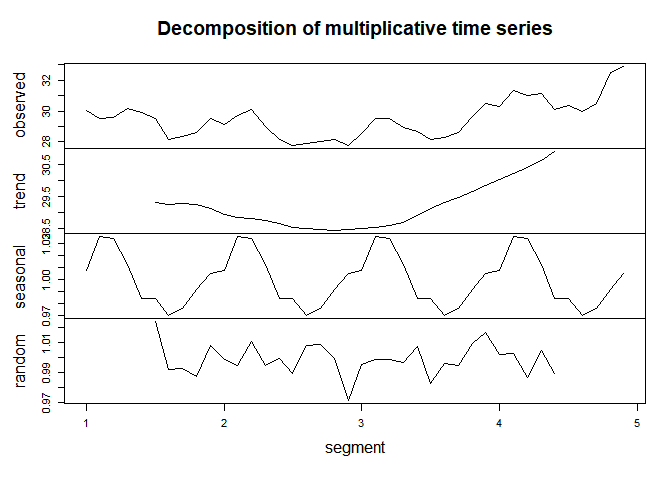 Decomposition of multiplicative time series
observed
28 30 32
trend
28.5 29.5 30.5
seasonal
0.97 1.00 1.03
random
0.97 0.99 1.01
1 2 3 4 5
segment